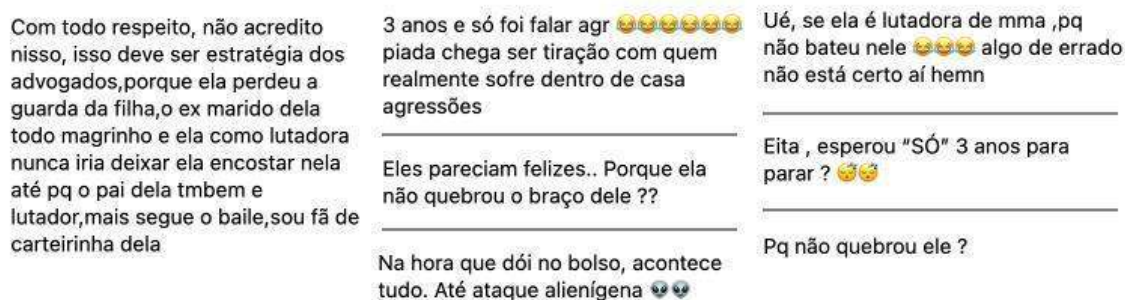 Com todo respeito, não acredito
nisso, isso deve ser estratégia dos
advogados,porque ela perdeu a
guarda da filha,o ex marido dela
todo magrinho e ela como lutadora
nunca iria deixar ela encostar nela
até pq o pai dela tmbem e
lutador,mais segue o baile,sou fã de
carteirinha dela
3 anos e só foi falar agr 😂😂😂😂😂😂
piada chega ser tiração com quem
realmente sofre dentro de casa
agressões
Eles pareciam felizes.. Porque ela
não quebrou o braço dele ??
Na hora que dói no bolso, acontece
tudo. Até ataque alienígena 👽👽
Ué, se ela é lutadora de mma ,pq
não bateu nele 😂😂😂 algo de errado
não está certo aí hemn
Eita , esperou “SÓ” 3 anos para
parar ? 😴😴
Pq não quebrou ele ?